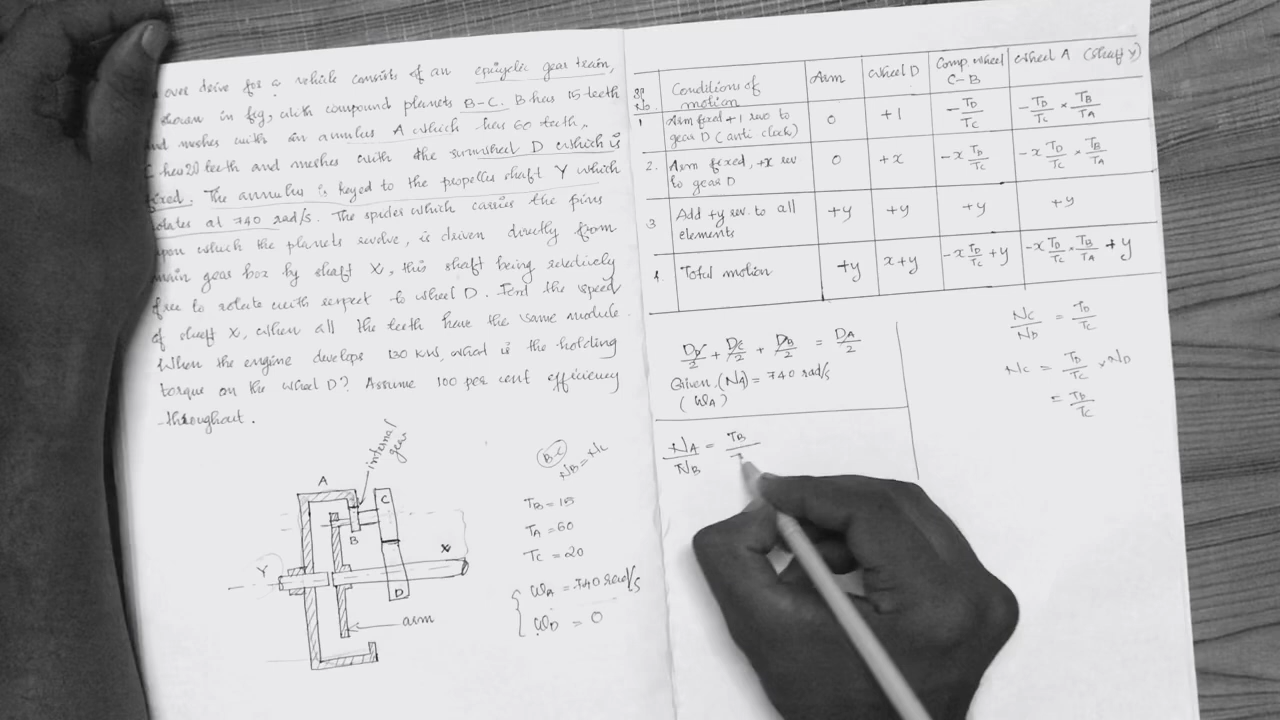 over drive for a vehicle consists of an epicyclic gear train,
shown in fig, with compound planets B-C. B has 15 teeth
and meshes with an annulus A which has 60 teeth,
C has 20 teeth and meshes with the sunwheel D which is
fixed. The annulus is keyed to the propeller shaft Y which
rotates at 740 rad/s. The spider which carries the pins
upon which the planets revolve, is driven directly from
main gear box by shaft X, this shaft being relatively
free to rotate with respect to wheel D. Find the speed
of shaft X, when all the teeth have the same module.
When the engine develops 130 kW, what is the holding
torque on the wheel D? Assume 100 per cent efficiency
throughout.
A
internal
gear
C
B
X
Y
D
arm
B-C
NB = NC
TB = 15
TA = 60
TC = 20
ωA = 740 rad/s
ωD = 0
Sl No. Conditions of motion Arm Wheel D Comp. wheel C-B Wheel A (shaft Y)
1 Arm fixed +1 rev to gear D (anti clock) 0 +1 -TD/TC -TD/TC × TB/TA
2. Arm fixed, +x rev to gear D 0 +x -x TD/TC -x TD/TC × TB/TA
3 Add +y rev. to all elements +y +y +y +y
4. Total motion +y x+y -x TD/TC + y -x TD/TC × TB/TA + y
DD/2 + DC/2 + DB/2 = DA/2
Given, (NA) = 740 rad/s
(ωA)
NA/NB = TB
NC/ND = TD/TC
NC = TD/TC × ND
= TD/TC